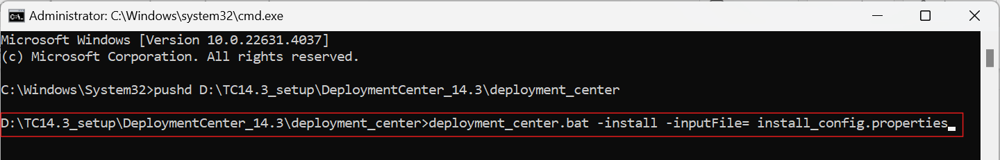 Administrator: C:\Windows\system32\cmd.exe
Microsoft Windows [Version 10.0.22631.4037]
(c) Microsoft Corporation. All rights reserved.
C:\Windows\System32>pushd D:\TC14.3_setup\DeploymentCenter_14.3\deployment_center
D:\TC14.3_setup\DeploymentCenter_14.3\deployment_center>deployment_center.bat -install -inputFile= install_config.properties